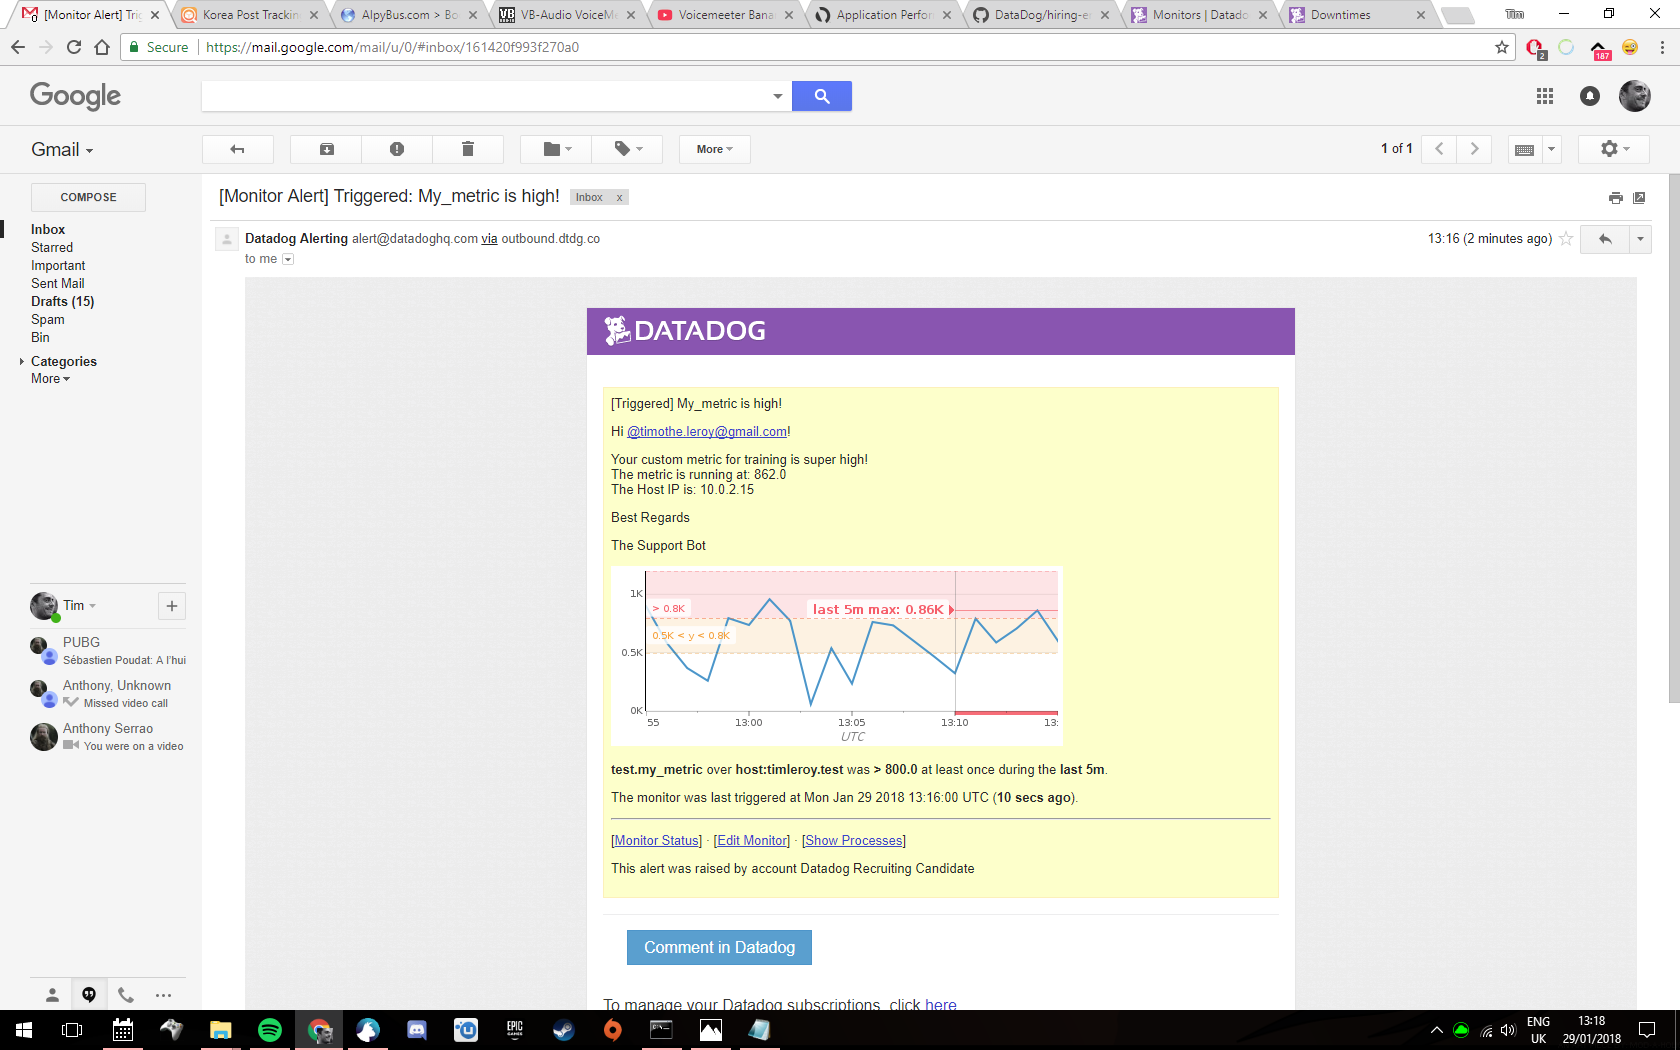 [Monitor Alert] Tri
Korea Post Trackin
AlpyBus.com > Bo
VB-Audio VoiceMe
Voicemeeter Bana
Application Perfor
DataDog/hiring-en
Monitors | Datado
Downtimes
Tim
Secure
https://mail.google.com/mail/u/0/#inbox/161420f993f270a0
2
187
Google
Gmail
More
1 of 1
COMPOSE
[Monitor Alert] Triggered: My_metric is high!
Inbox x
Inbox
Starred
Important
Sent Mail
Drafts (15)
Spam
Bin
Categories
More
Datadog Alerting alert@datadoghq.com via outbound.dtdg.co
13:16 (2 minutes ago)
to me
DATADOG
[Triggered] My_metric is high!
Hi @timothe.leroy@gmail.com!
Your custom metric for training is super high!
The metric is running at: 862.0
The Host IP is: 10.0.2.15
Best Regards
The Support Bot
1K
> 0.8K
last 5m max: 0.86K
0.5K < y < 0.8K
0.5K
0K
55
13:00
13:05
13:10
13:
UTC
test.my_metric over host:timleroy.test was > 800.0 at least once during the last 5m.
The monitor was last triggered at Mon Jan 29 2018 13:16:00 UTC (10 secs ago).
[Monitor Status] · [Edit Monitor] · [Show Processes]
This alert was raised by account Datadog Recruiting Candidate
Comment in Datadog
To manage your Datadog subscriptions, click here
Tim
PUBG
Sébastien Poudat: A l'hui
Anthony, Unknown
Missed video call
Anthony Serrao
You were on a video
EPIC
GAMES
ENG
UK
13:18
29/01/2018